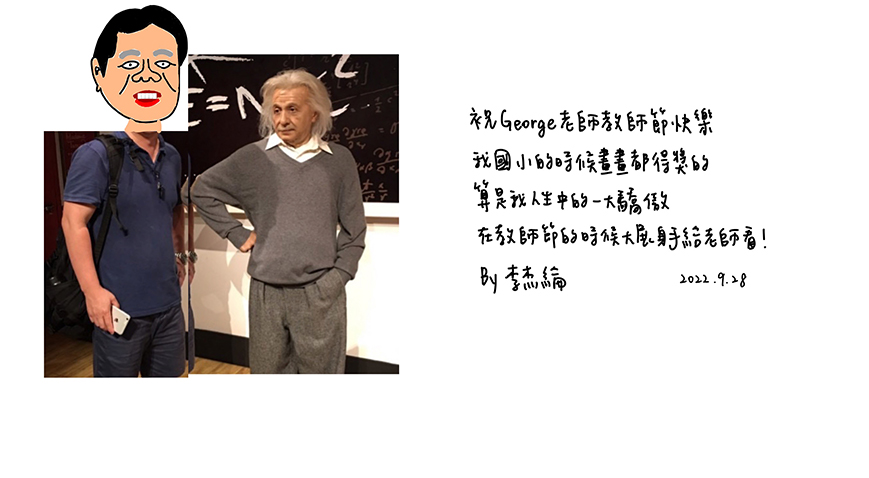 E=M c²
祝George老師教師節快樂
我國小的時候畫畫都得獎的
算是我人生中的一大驕傲
在教師節的時候大展身手給老師看!
By 李杰綸
2022.9.28